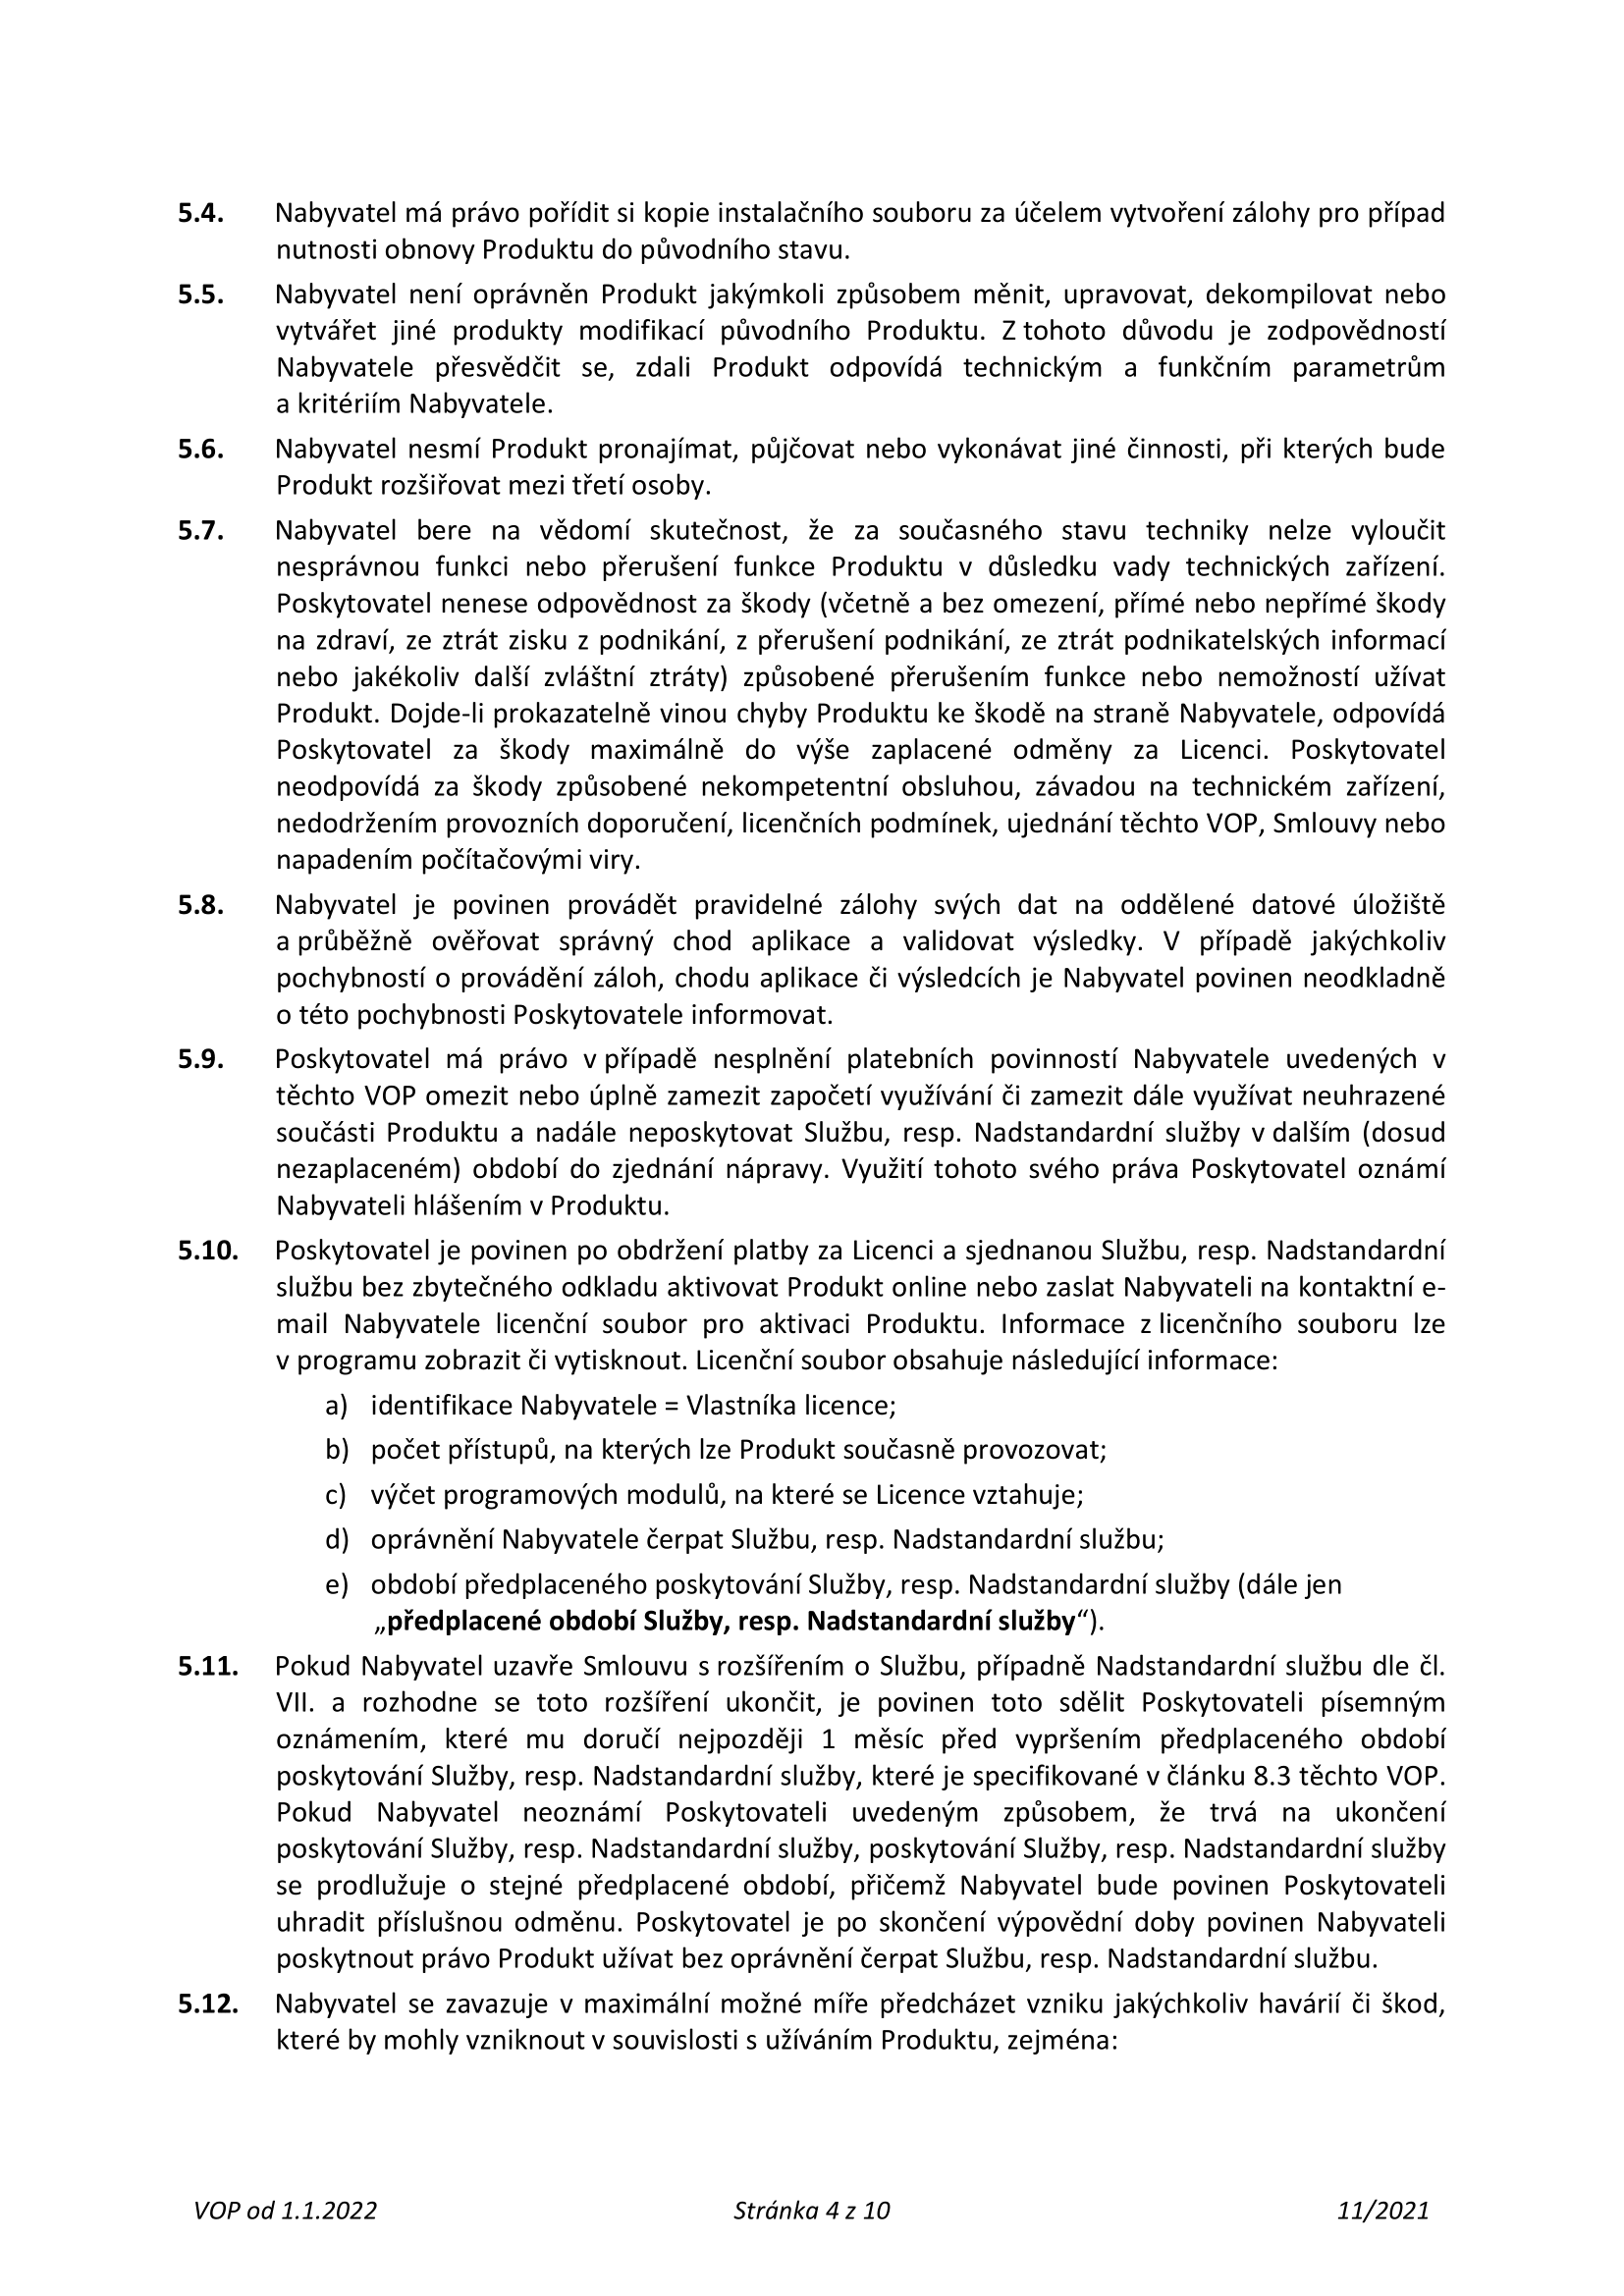 5.4. Nabyvatel má právo pořídit si kopie instalačního souboru za účelem vytvoření zálohy pro případ
nutnosti obnovy Produktu do původního stavu.
5.5. Nabyvatel není oprávněn Produkt jakýmkoli způsobem měnit, upravovat, dekompilovat nebo
vytvářet jiné produkty modifikací původního Produktu. Z tohoto důvodu je zodpovědností
Nabyvatele přesvědčit se, zdali Produkt odpovídá technickým a funkčním parametrům
a kritériím Nabyvatele.
5.6. Nabyvatel nesmí Produkt pronajímat, půjčovat nebo vykonávat jiné činnosti, při kterých bude
Produkt rozšiřovat mezi třetí osoby.
5.7. Nabyvatel bere na vědomí skutečnost, že za současného stavu techniky nelze vyloučit
nesprávnou funkci nebo přerušení funkce Produktu v důsledku vady technických zařízení.
Poskytovatel nenese odpovědnost za škody (včetně a bez omezení, přímé nebo nepřímé škody
na zdraví, ze ztrát zisku z podnikání, z přerušení podnikání, ze ztrát podnikatelských informací
nebo jakékoliv další zvláštní ztráty) způsobené přerušením funkce nebo nemožností užívat
Produkt. Dojde-li prokazatelně vinou chyby Produktu ke škodě na straně Nabyvatele, odpovídá
Poskytovatel za škody maximálně do výše zaplacené odměny za Licenci. Poskytovatel
neodpovídá za škody způsobené nekompetentní obsluhou, závadou na technickém zařízení,
nedodržením provozních doporučení, licenčních podmínek, ujednání těchto VOP, Smlouvy nebo
napadením počítačovými viry.
5.8. Nabyvatel je povinen provádět pravidelné zálohy svých dat na oddělené datové úložiště
a průběžně ověřovat správný chod aplikace a validovat výsledky. V případě jakýchkoliv
pochybností o provádění záloh, chodu aplikace či výsledcích je Nabyvatel povinen neodkladně
o této pochybnosti Poskytovatele informovat.
5.9. Poskytovatel má právo v případě nesplnění platebních povinností Nabyvatele uvedených v
těchto VOP omezit nebo úplně zamezit započetí využívání či zamezit dále využívat neuhrazené
součásti Produktu a nadále neposkytovat Službu, resp. Nadstandardní služby v dalším (dosud
nezaplaceném) období do zjednání nápravy. Využití tohoto svého práva Poskytovatel oznámí
Nabyvateli hlášením v Produktu.
5.10. Poskytovatel je povinen po obdržení platby za Licenci a sjednanou Službu, resp. Nadstandardní
službu bez zbytečného odkladu aktivovat Produkt online nebo zaslat Nabyvateli na kontaktní e-
mail Nabyvatele licenční soubor pro aktivaci Produktu. Informace z licenčního souboru lze
v programu zobrazit či vytisknout. Licenční soubor obsahuje následující informace:
a) identifikace Nabyvatele = Vlastníka licence;
b) počet přístupů, na kterých lze Produkt současně provozovat;
c) výčet programových modulů, na které se Licence vztahuje;
d) oprávnění Nabyvatele čerpat Službu, resp. Nadstandardní službu;
e) období předplaceného poskytování Služby, resp. Nadstandardní služby (dále jen
„předplacené období Služby, resp. Nadstandardní služby“).
5.11. Pokud Nabyvatel uzavře Smlouvu s rozšířením o Službu, případně Nadstandardní službu dle čl.
VII. a rozhodne se toto rozšíření ukončit, je povinen toto sdělit Poskytovateli písemným
oznámením, které mu doručí nejpozději 1 měsíc před vypršením předplaceného období
poskytování Služby, resp. Nadstandardní služby, které je specifikované v článku 8.3 těchto VOP.
Pokud Nabyvatel neoznámí Poskytovateli uvedeným způsobem, že trvá na ukončení
poskytování Služby, resp. Nadstandardní služby, poskytování Služby, resp. Nadstandardní služby
se prodlužuje o stejné předplacené období, přičemž Nabyvatel bude povinen Poskytovateli
uhradit příslušnou odměnu. Poskytovatel je po skončení výpovědní doby povinen Nabyvateli
poskytnout právo Produkt užívat bez oprávnění čerpat Službu, resp. Nadstandardní službu.
5.12. Nabyvatel se zavazuje v maximální možné míře předcházet vzniku jakýchkoliv havárií či škod,
které by mohly vzniknout v souvislosti s užíváním Produktu, zejména:
VOP od 1.1.2022 Stránka 4 z 10 11/2021